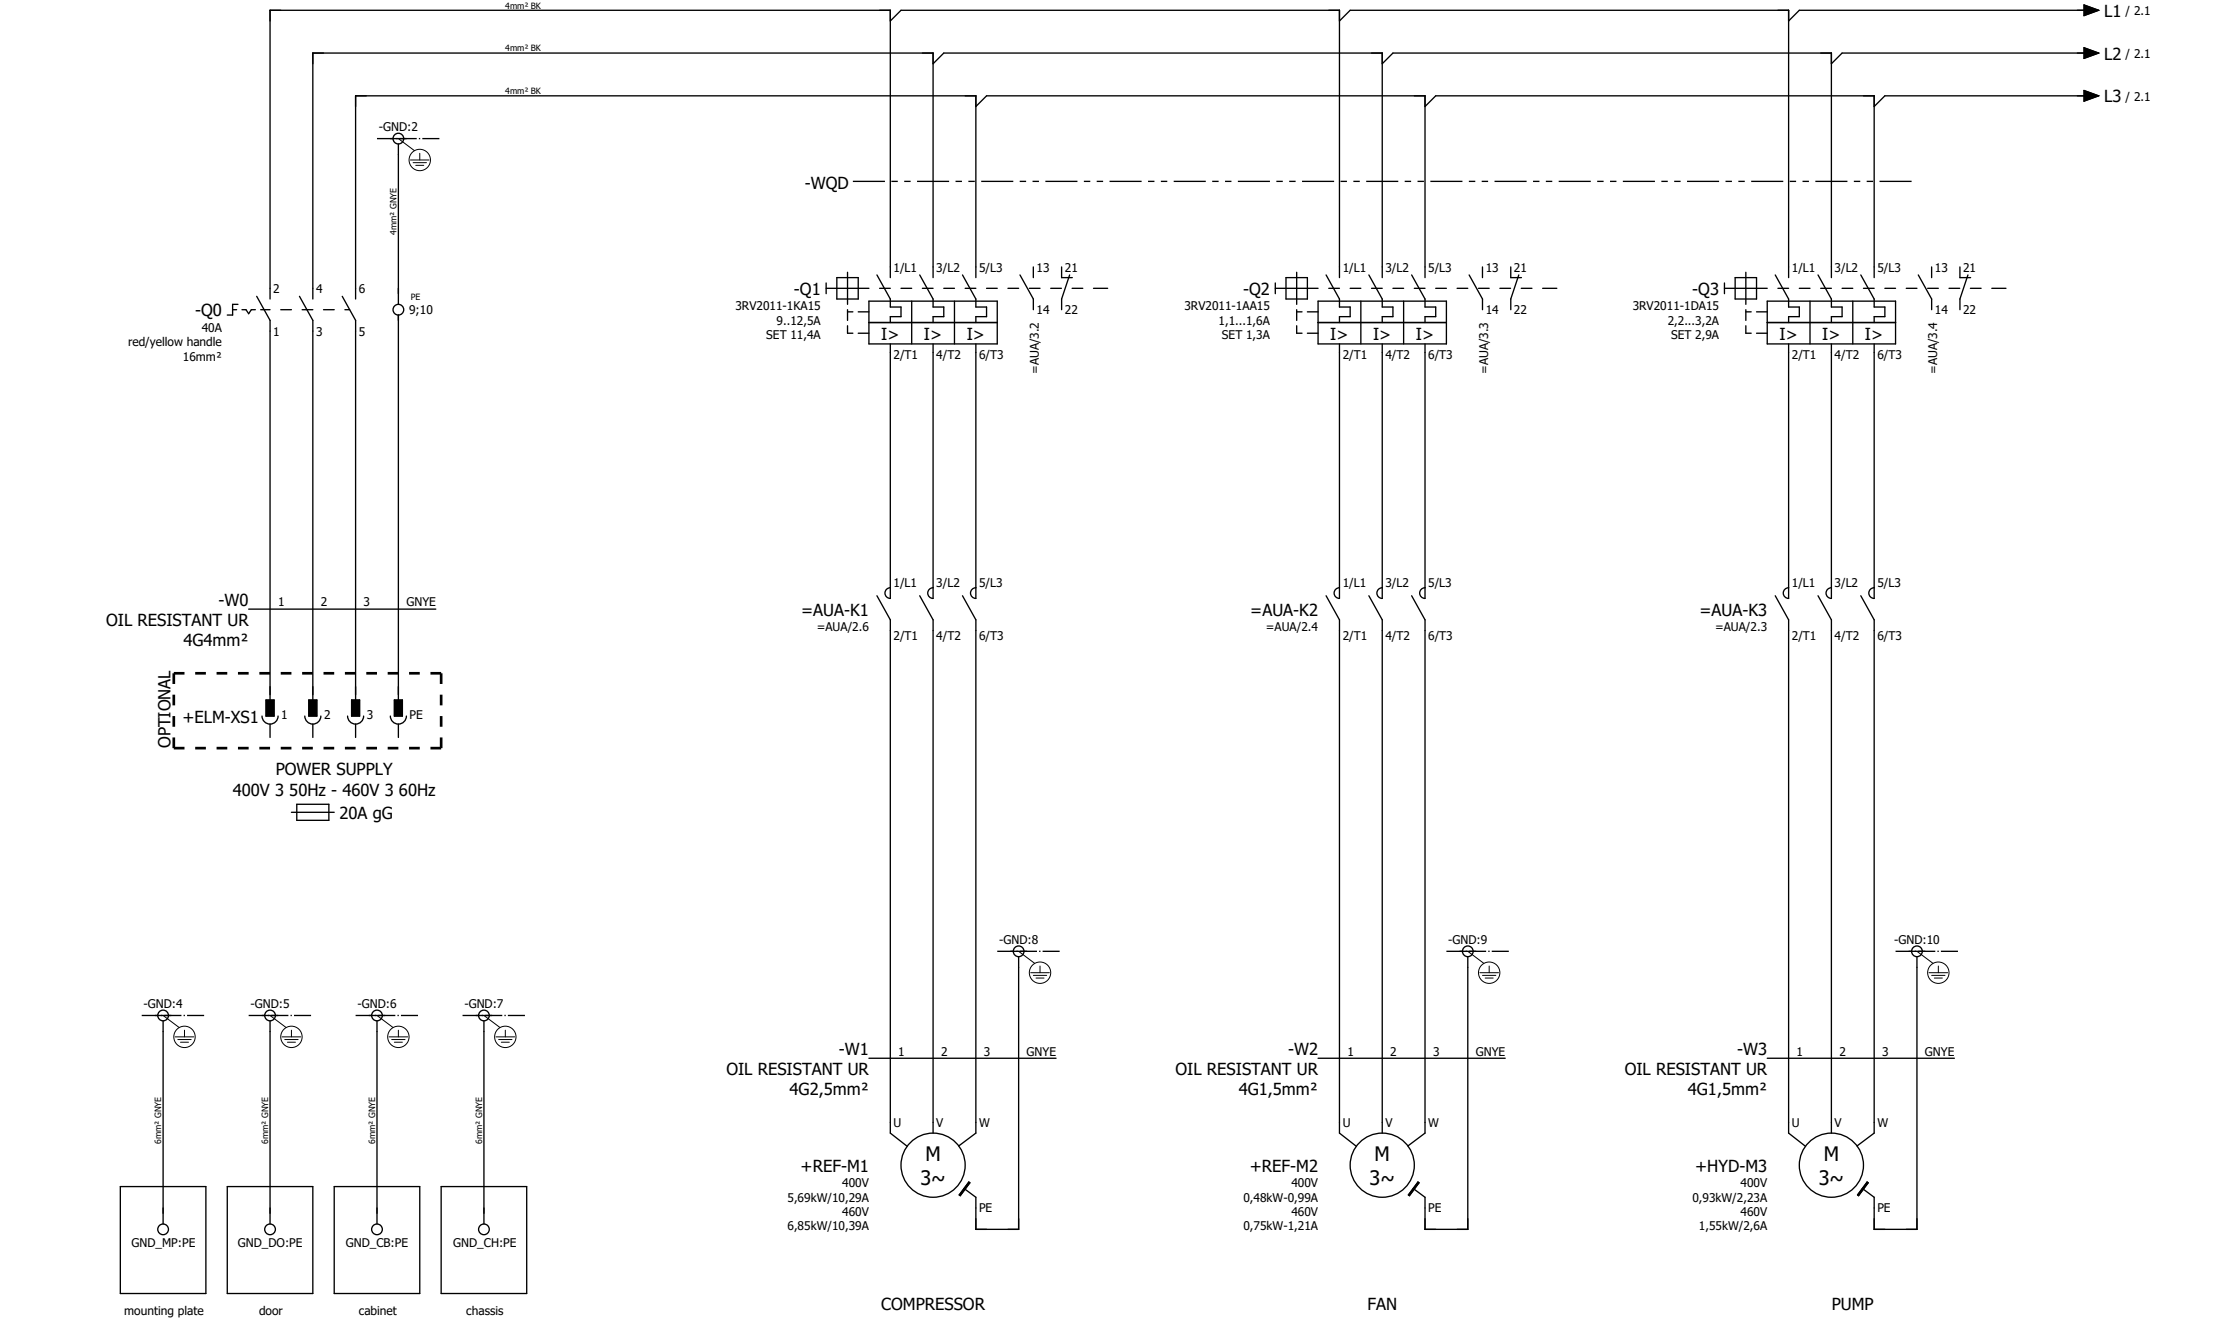 4mm² BK
L1 / 2.1
4mm² BK
L2 / 2.1
4mm² BK
L3 / 2.1
-GND:2
4mm² GNYE
-WQD
-Q0
40A
red/yellow handle
16mm²
2 4 6
1 3 5
PE
9;10
-Q1
3RV2011-1KA15
9..12,5A
SET 11,4A
1/L1 3/L2 5/L3 13 21
I> I> I>
14 22
2/T1 4/T2 6/T3
=AUA/3.2
-Q2
3RV2011-1AA15
1,1...1,6A
SET 1,3A
1/L1 3/L2 5/L3 13 21
I> I> I>
14 22
2/T1 4/T2 6/T3
=AUA/3.3
-Q3
3RV2011-1DA15
2,2...3,2A
SET 2,9A
1/L1 3/L2 5/L3 13 21
I> I> I>
14 22
2/T1 4/T2 6/T3
=AUA/3.4
-W0
OIL RESISTANT UR
4G4mm²
1 2 3 GNYE
=AUA-K1
=AUA/2.6
1/L1 3/L2 5/L3
2/T1 4/T2 6/T3
=AUA-K2
=AUA/2.4
1/L1 3/L2 5/L3
2/T1 4/T2 6/T3
=AUA-K3
=AUA/2.3
1/L1 3/L2 5/L3
2/T1 4/T2 6/T3
OPTIONAL
+ELM-XS1
1 2 3 PE
POWER SUPPLY
400V 3 50Hz - 460V 3 60Hz
20A gG
-GND:8
-GND:9
-GND:10
-GND:4
-GND:5
-GND:6
-GND:7
6mm² GNYE
6mm² GNYE
6mm² GNYE
6mm² GNYE
GND_MP:PE
GND_DO:PE
GND_CB:PE
GND_CH:PE
mounting plate
door
cabinet
chassis
-W1
OIL RESISTANT UR
4G2,5mm²
1 2 3 GNYE
U V W
M
3~
PE
+REF-M1
400V
5,69kW/10,29A
460V
6,85kW/10,39A
COMPRESSOR
-W2
OIL RESISTANT UR
4G1,5mm²
1 2 3 GNYE
U V W
M
3~
PE
+REF-M2
400V
0,48kW-0,99A
460V
0,75kW-1,21A
FAN
-W3
OIL RESISTANT UR
4G1,5mm²
1 2 3 GNYE
U V W
M
3~
PE
+HYD-M3
400V
0,93kW/2,23A
460V
1,55kW/2,6A
PUMP